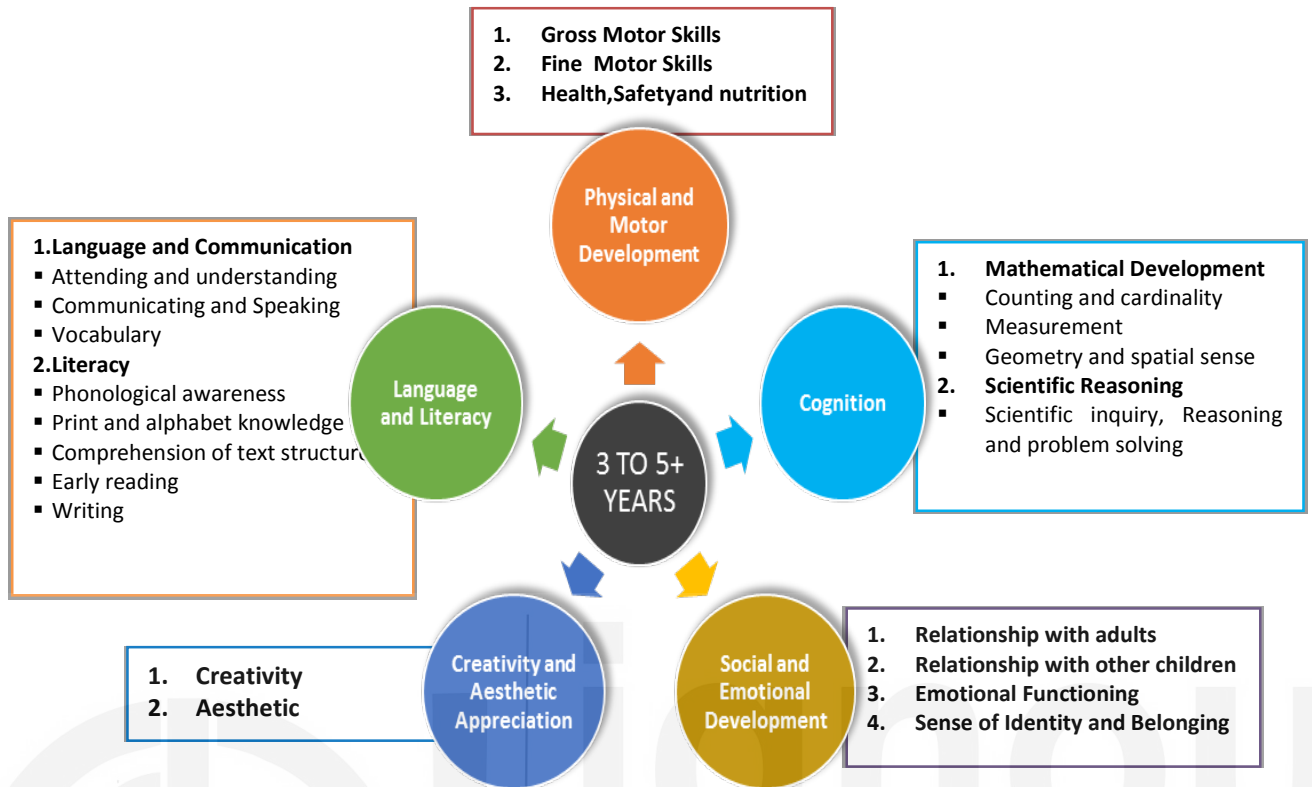 1. Gross Motor Skills
2. Fine Motor Skills
3. Health,Safetyand nutrition
Physical and
Motor
Development
1.Language and Communication
▪ Attending and understanding
▪ Communicating and Speaking
▪ Vocabulary
2.Literacy
▪ Phonological awareness
▪ Print and alphabet knowledge
▪ Comprehension of text structure
▪ Early reading
▪ Writing
Language
and Literacy
1. Mathematical Development
▪ Counting and cardinality
▪ Measurement
▪ Geometry and spatial sense
2. Scientific Reasoning
▪ Scientific inquiry, Reasoning
and problem solving
Cognition
3 TO 5+
YEARS
1. Creativity
2. Aesthetic
Creativity and
Aesthetic
Appreciation
Social and
Emotional
Development
1. Relationship with adults
2. Relationship with other children
3. Emotional Functioning
4. Sense of Identity and Belonging